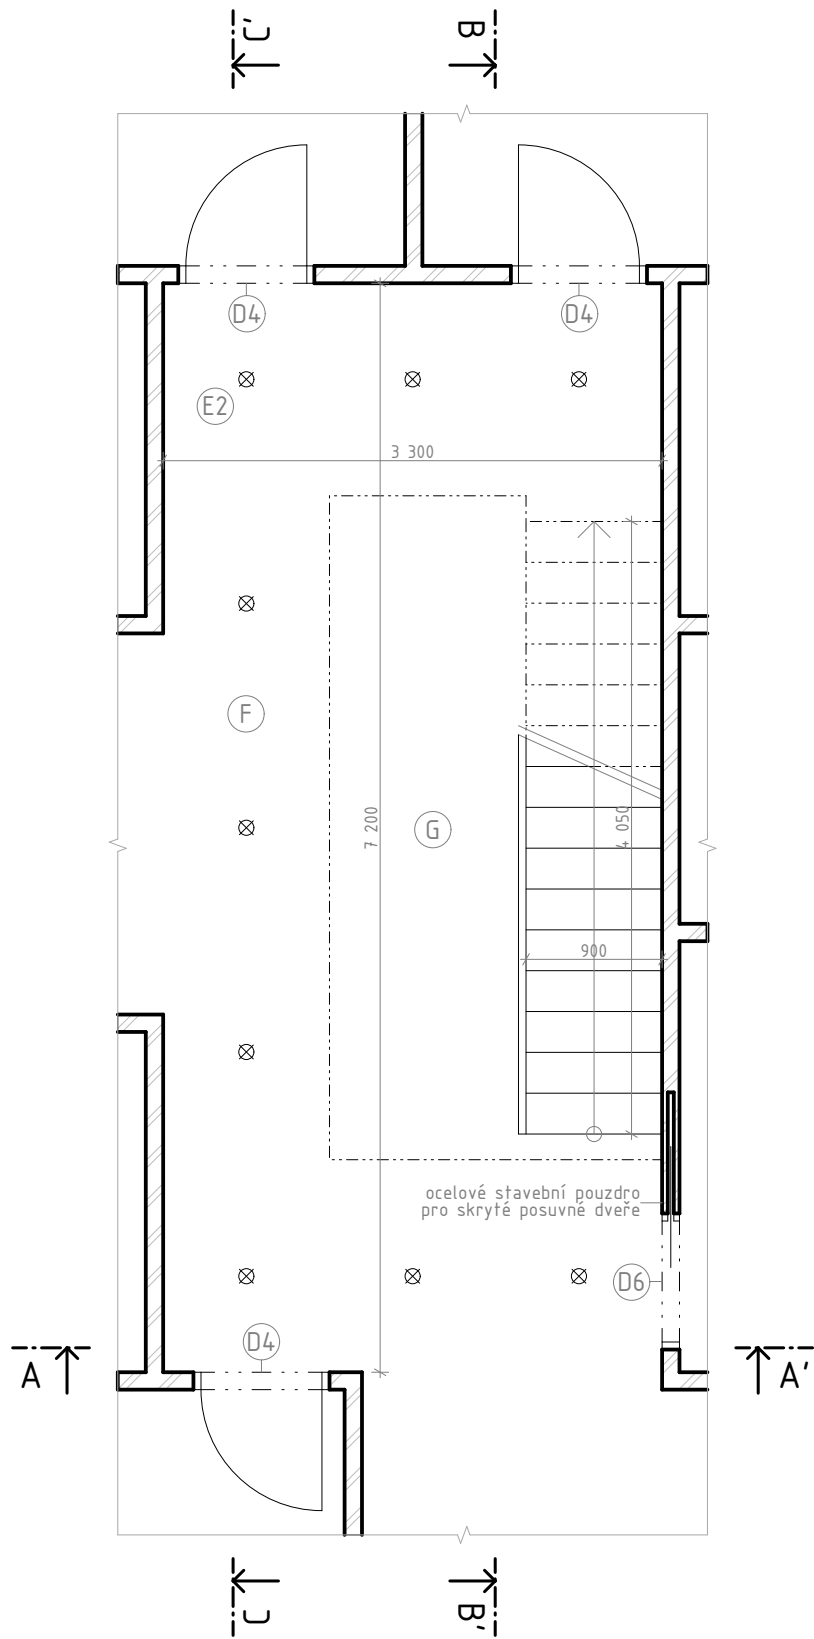 C'
B
D4
D4
E2
3 300
F
7 200
G
4 050
900
ocelové stavební pouzdro
pro skryté posuvné dveře
D6
D4
A
A'
C
B'